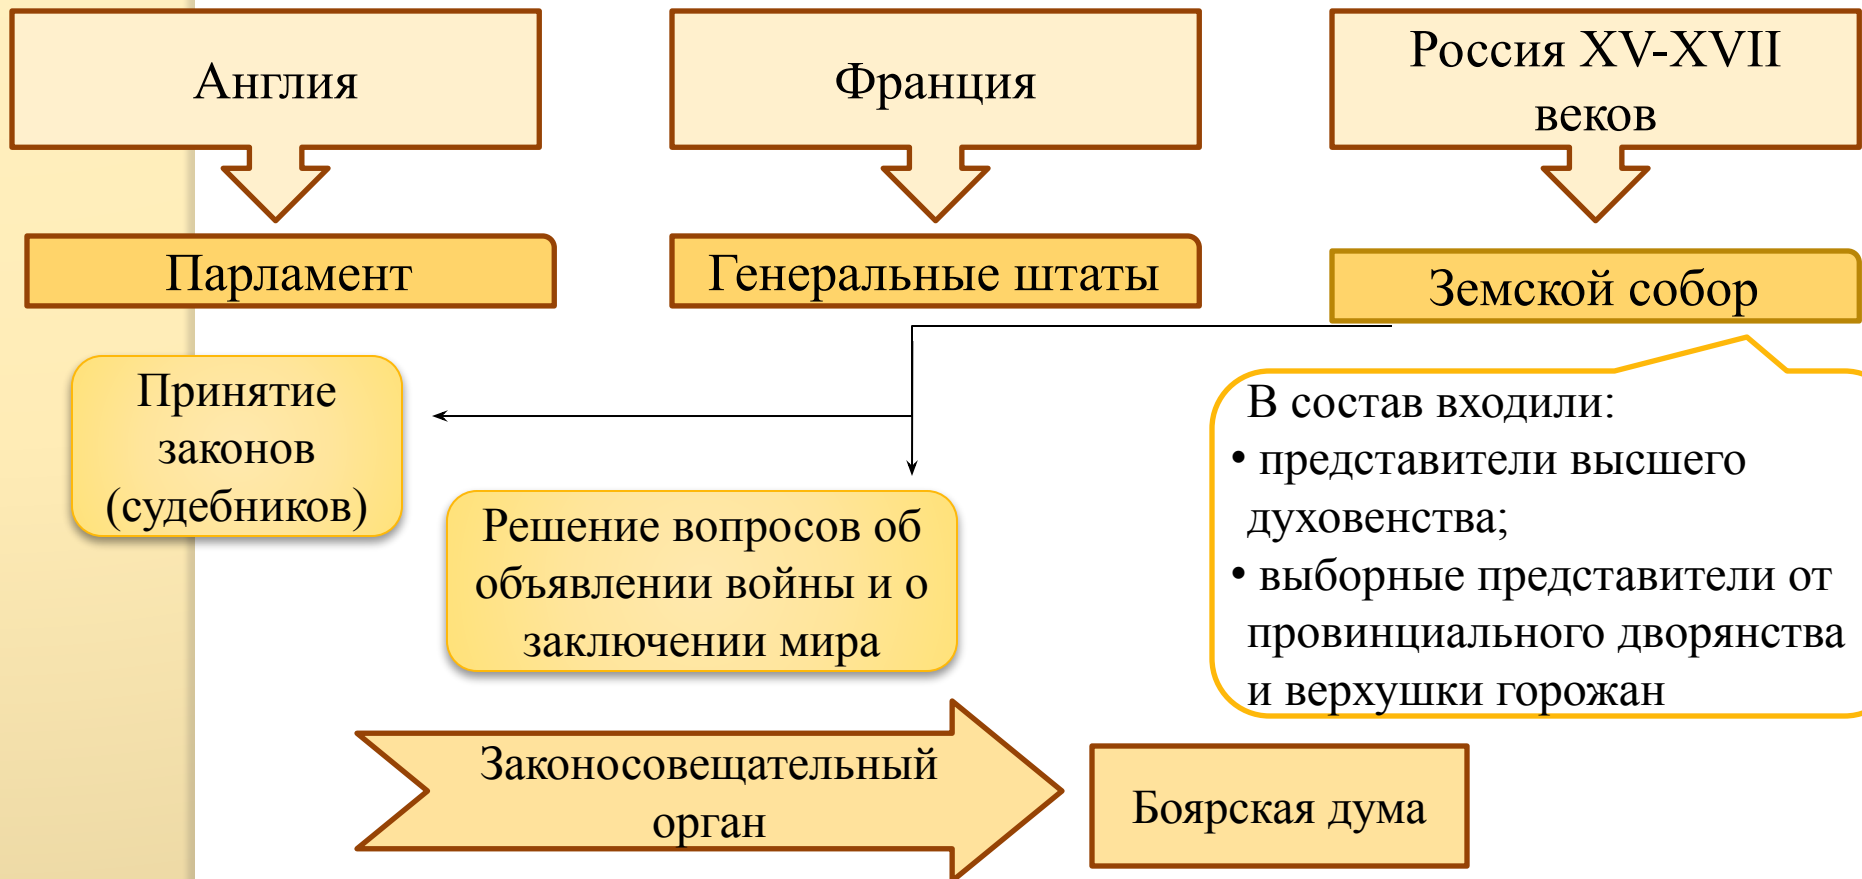 Англия
Франция
Россия XV-XVII
веков
Парламент
Генеральные штаты
Земской собор
Принятие
законов
(судебников)
Решение вопросов об
объявлении войны и о
заключении мира
В состав входили:
• представители высшего
духовенства;
• выборные представители от
провинциального дворянства
и верхушки горожан
Законосовещательный
орган
Боярская дума